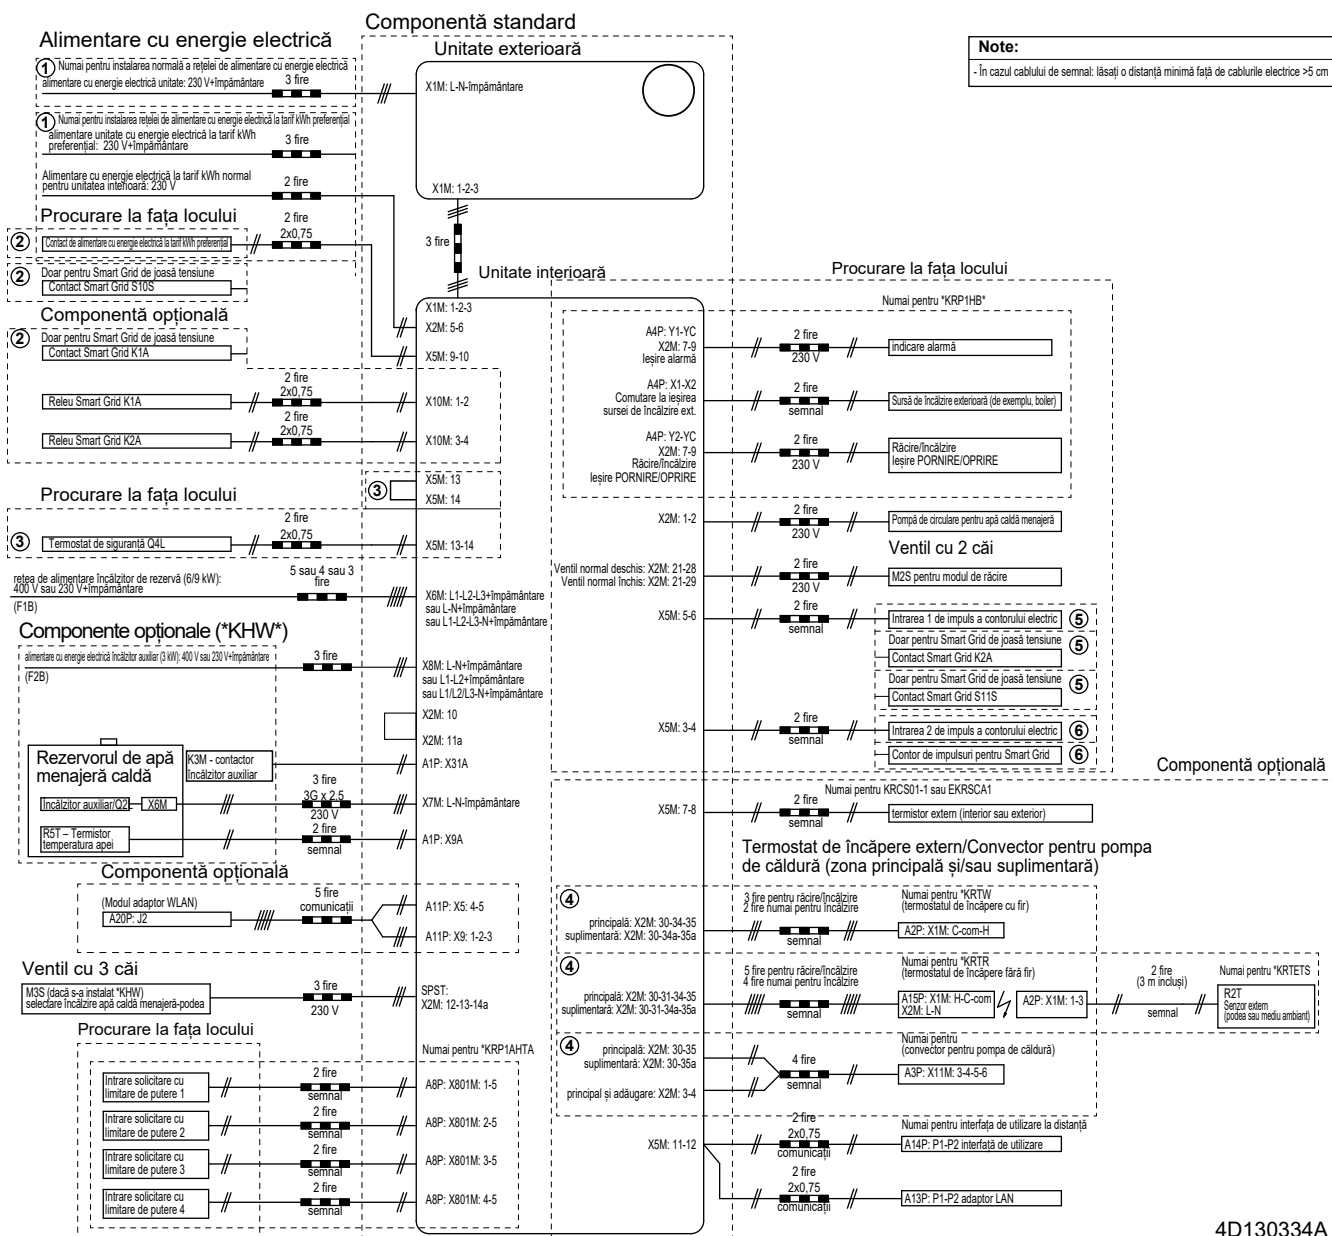 Componentă standard
Alimentare cu energie electrică
Unitate exterioară
Note:
- În cazul cablului de semnal: lăsați o distanță minimă față de cablurile electrice >5 cm
1 Numai pentru instalarea normală a rețelei de alimentare cu energie electrică
alimentare cu energie electrică unitate: 230 V+împământare
3 fire
X1M: L-N-împământare
1 Numai pentru instalarea rețelei de alimentare cu energie electrică la tarif kWh preferențial
alimentare unitate cu energie electrică la tarif kWh
preferențial: 230 V+împământare
3 fire
Alimentare cu energie electrică la tarif kWh normal
pentru unitatea interioară: 230 V
2 fire
X1M: 1-2-3
Procurare la fața locului
2 Contact de alimentare cu energie electrică la tarif kWh preferențial
2 fire
2x0,75
3 fire
2 Doar pentru Smart Grid de joasă tensiune
Contact Smart Grid S10S
Unitate interioară
X1M: 1-2-3
X2M: 5-6
X5M: 9-10
Componentă opțională
2 Doar pentru Smart Grid de joasă tensiune
Contact Smart Grid K1A
Releu Smart Grid K1A
2 fire
2x0,75
X10M: 1-2
Releu Smart Grid K2A
2 fire
2x0,75
X10M: 3-4
3
X5M: 13
X5M: 14
Procurare la fața locului
3 Termostat de siguranță Q4L
2 fire
2x0,75
X5M: 13-14
rețea de alimentare încălzitor de rezervă (6/9 kW):
400 V sau 230 V+împământare
(F1B)
5 sau 4 sau 3
fire
X6M: L1-L2-L3+împământare
sau L-N+împământare
sau L1-L2-L3-N+împământare
Componente opționale (*KHW*)
alimentare cu energie electrică încălzitor auxiliar (3 kW): 400 V sau 230 V+împământare
(F2B)
3 fire
X8M: L-N+împământare
sau L1-L2+împământare
sau L1/L2/L3-N+împământare
X2M: 10
X2M: 11a
Rezervorul de apă
menajeră caldă
K3M - contactor
încălzitor auxiliar
A1P: X31A
Încălzitor auxiliar/Q2L
X6M
3 fire
3G x 2,5
230 V
X7M: L-N-împământare
R5T – Termistor
temperatura apei
2 fire
semnal
A1P: X9A
Componentă opțională
(Modul adaptor WLAN)
A20P: J2
5 fire
comunicații
A11P: X5: 4-5
A11P: X9: 1-2-3
Ventil cu 3 căi
M3S (dacă s-a instalat *KHW)
selectare încălzire apă caldă menajeră-podea
3 fire
230 V
SPST:
X2M: 12-13-14a
Procurare la fața locului
Numai pentru *KRP1AHTA
Intrare solicitare cu
limitare de putere 1
2 fire
semnal
A8P: X801M: 1-5
Intrare solicitare cu
limitare de putere 2
2 fire
semnal
A8P: X801M: 2-5
Intrare solicitare cu
limitare de putere 3
2 fire
semnal
A8P: X801M: 3-5
Intrare solicitare cu
limitare de putere 4
2 fire
semnal
A8P: X801M: 4-5
Procurare la fața locului
Numai pentru *KRP1HB*
A4P: Y1-YC
X2M: 7-9
Ieșire alarmă
2 fire
230 V
indicare alarmă
A4P: X1-X2
Comutare la ieșirea
sursei de încălzire ext.
2 fire
semnal
Sursă de încălzire exterioară (de exemplu, boiler)
A4P: Y2-YC
X2M: 7-9
Răcire/încălzire
Ieșire PORNIRE/OPRIRE
2 fire
230 V
Răcire/încălzire
Ieșire PORNIRE/OPRIRE
X2M: 1-2
2 fire
230 V
Pompă de circulare pentru apă caldă menajeră
Ventil cu 2 căi
Ventil normal deschis: X2M: 21-28
Ventil normal închis: X2M: 21-29
2 fire
230 V
M2S pentru modul de răcire
X5M: 5-6
2 fire
semnal
Intrarea 1 de impuls a contorului electric 5
Doar pentru Smart Grid de joasă tensiune
Contact Smart Grid K2A 5
Doar pentru Smart Grid de joasă tensiune
Contact Smart Grid S11S 5
X5M: 3-4
2 fire
semnal
Intrarea 2 de impuls a contorului electric 6
Contor de impulsuri pentru Smart Grid 6
Componentă opțională
Numai pentru KRCS01-1 sau EKRSCA1
X5M: 7-8
2 fire
semnal
termistor extern (interior sau exterior)
Termostat de încăpere extern/Convector pentru pompa
de căldură (zona principală și/sau suplimentară)
4
principală: X2M: 30-34-35
suplimentară: X2M: 30-34a-35a
3 fire pentru răcire/încălzire
2 fire numai pentru încălzire
semnal
Numai pentru *KRTW
(termostatul de încăpere cu fir)
A2P: X1M: C-com-H
4
principală: X2M: 30-31-34-35
suplimentară: X2M: 30-31-34a-35a
5 fire pentru răcire/încălzire
4 fire numai pentru încălzire
semnal
Numai pentru *KRTR
(termostatul de încăpere fără fir)
A15P: X1M: H-C-com
X2M: L-N
A2P: X1M: 1-3
2 fire
(3 m incluși)
semnal
Numai pentru *KRTETS
R2T
Senzor extern
(podea sau mediu ambiant)
4
principală: X2M: 30-35
suplimentară: X2M: 30-35a
principal și adăugare: X2M: 3-4
4 fire
semnal
Numai pentru
(convector pentru pompa de căldură)
A3P: X11M: 3-4-5-6
X5M: 11-12
2 fire
2x0,75
comunicații
Numai pentru interfața de utilizare la distanță
A14P: P1-P2 interfață de utilizare
2 fire
2x0,75
comunicații
A13P: P1-P2 adaptor LAN
4D130334A